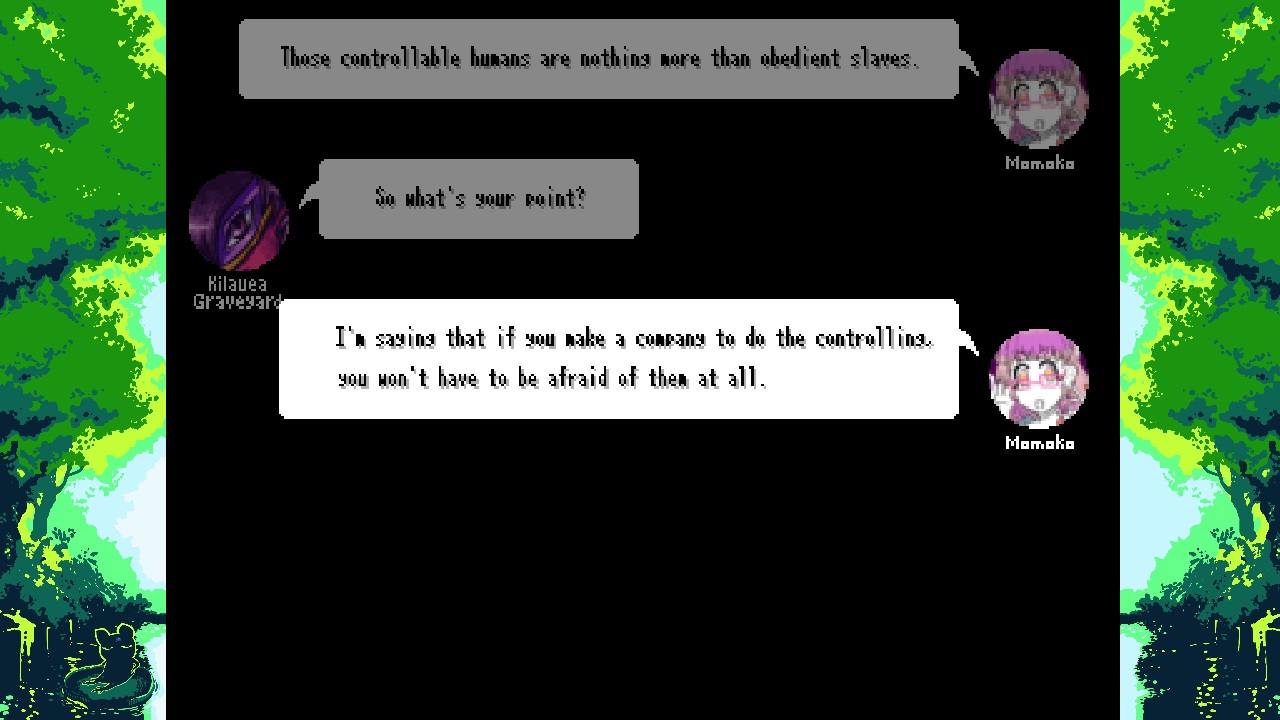 Those controllable humans are nothing more than obedient slaves.
Momoko
So what's your point?
Kilauea
Graveyard
I'm saying that if you make a company to do the controlling,
you won't have to be afraid of them at all.
Momoko